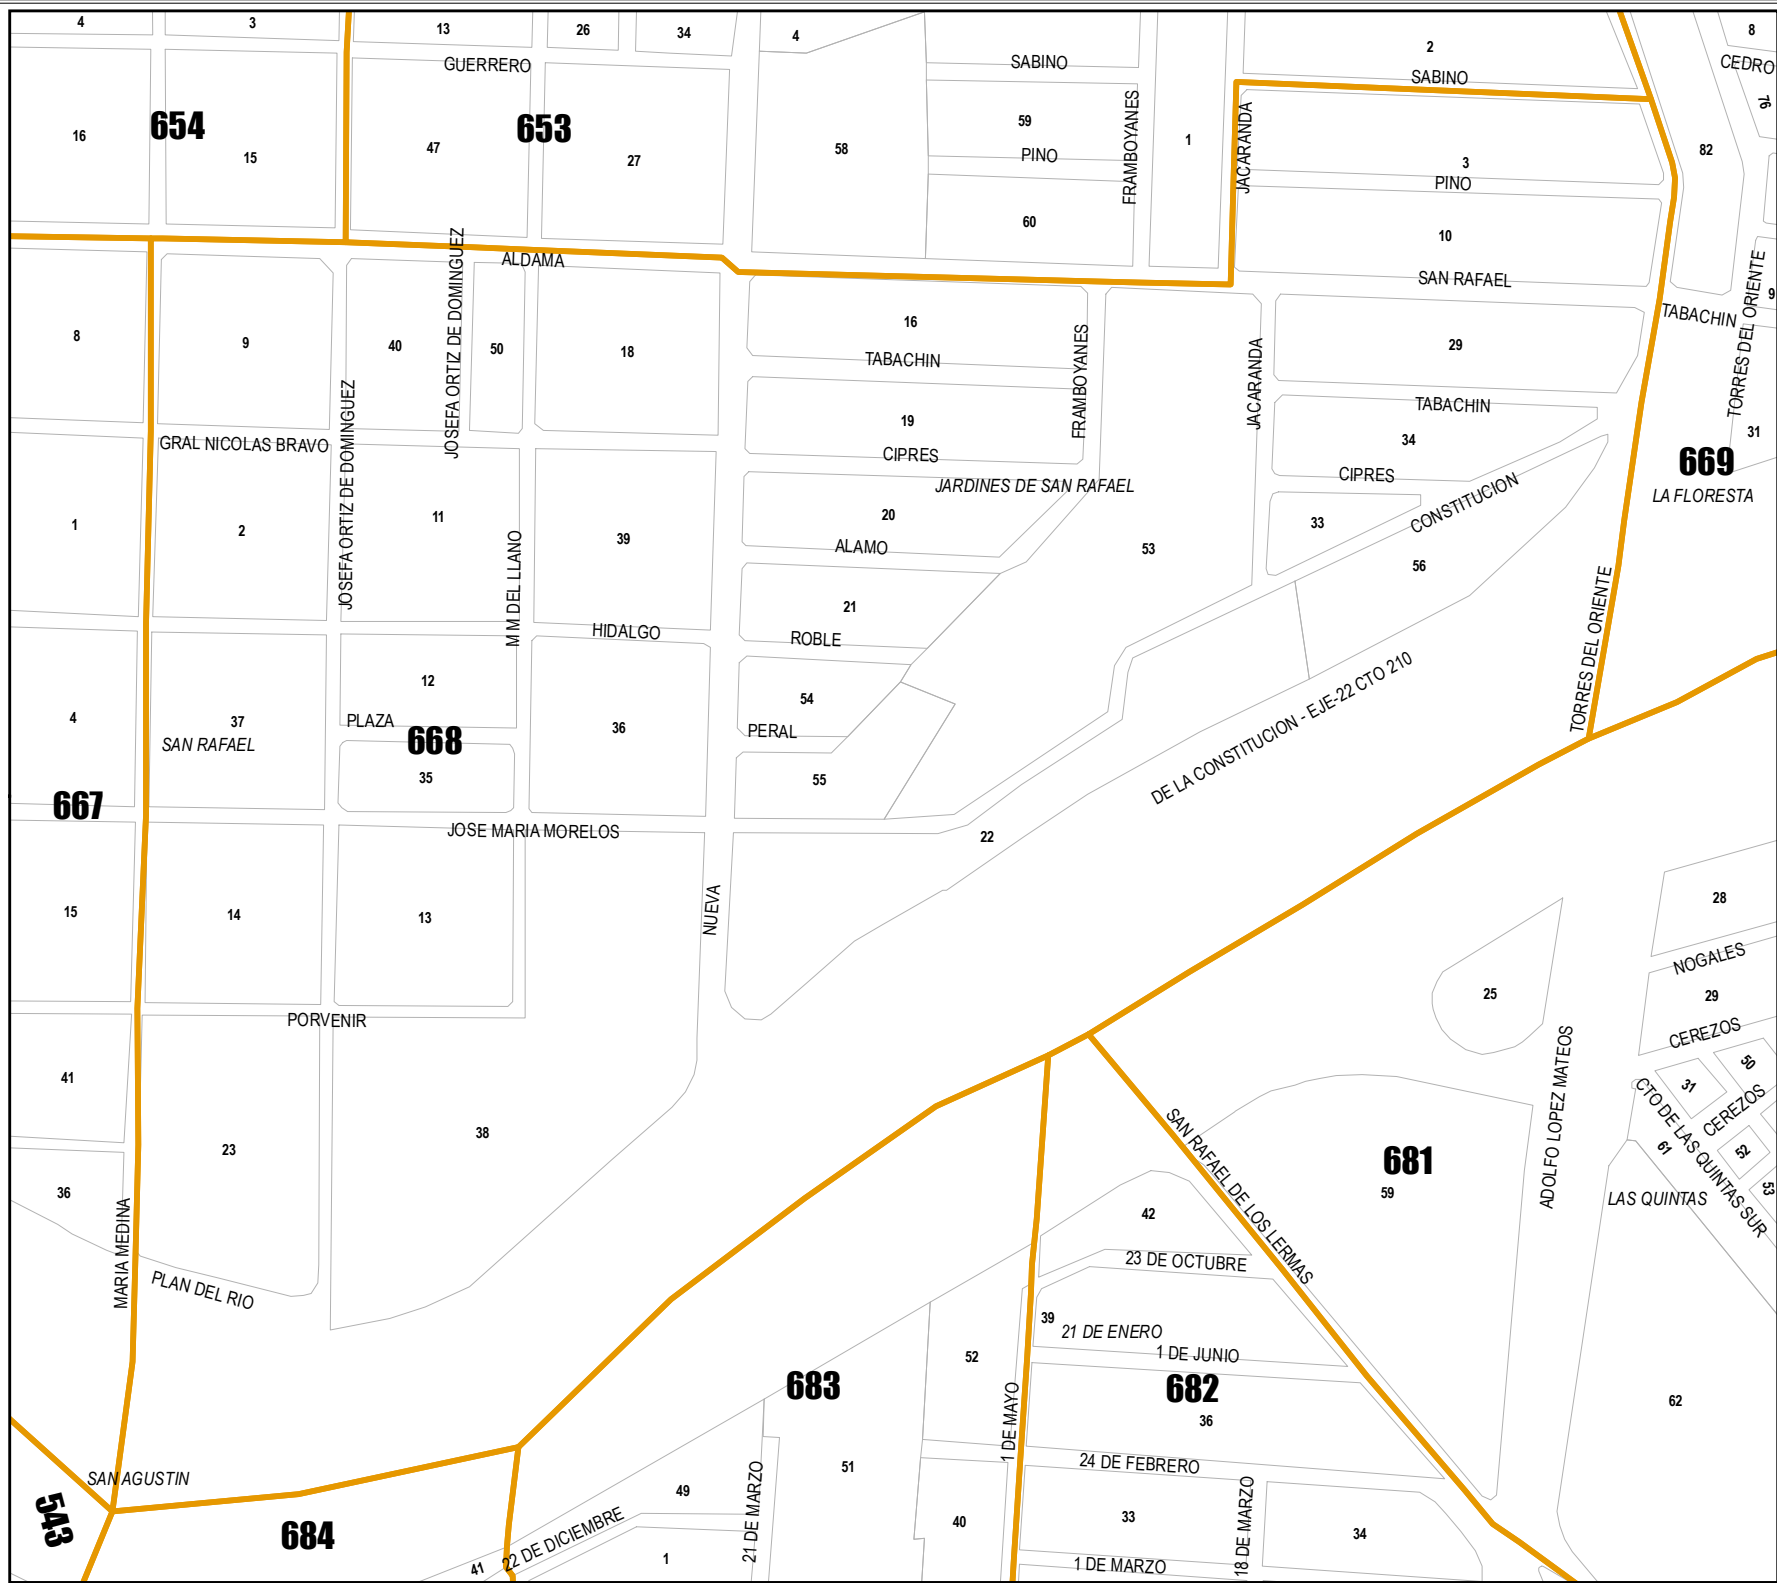 4
3
13
26
34
4
2
8
GUERRERO
SABINO
SABINO
CEDRO
76
16
654
15
47
653
27
58
59
PINO
60
FRAMBOYANES
1
JACARANDA
3
PINO
10
SAN RAFAEL
82
TORRES DEL ORIENTE
9
TABACHIN
31
ALDAMA
8
9
40
JOSEFA ORTIZ DE DOMINGUEZ
50
18
16
TABACHIN
19
CIPRES
FRAMBOYANES
JARDINES DE SAN RAFAEL
JACARANDA
29
TABACHIN
34
CIPRES
33
CONSTITUCION
56
669
LA FLORESTA
GRAL NICOLAS BRAVO
JOSEFA ORTIZ DE DOMINGUEZ
1
2
11
M M DEL LLANO
39
20
ALAMO
53
21
ROBLE
HIDALGO
TORRES DEL ORIENTE
4
37
SAN RAFAEL
12
PLAZA
668
35
36
54
PERAL
55
DE LA CONSTITUCION - EJE-22 CTO 210
667
JOSE MARIA MORELOS
22
15
14
13
NUEVA
28
NOGALES
29
CEREZOS
25
PORVENIR
ADOLFO LOPEZ MATEOS
50
31
CEREZOS
CTO DE LAS QUINTAS SUR
61
52
53
LAS QUINTAS
41
23
38
36
MARIA MEDINA
PLAN DEL RIO
SAN RAFAEL DE LOS LERMAS
681
59
42
23 DE OCTUBRE
39
21 DE ENERO
1 DE JUNIO
52
683
682
36
62
1 DE MAYO
24 DE FEBRERO
51
49
21 DE MARZO
SAN AGUSTIN
543
684
41
22 DE DICIEMBRE
1
40
33
18 DE MARZO
34
1 DE MARZO